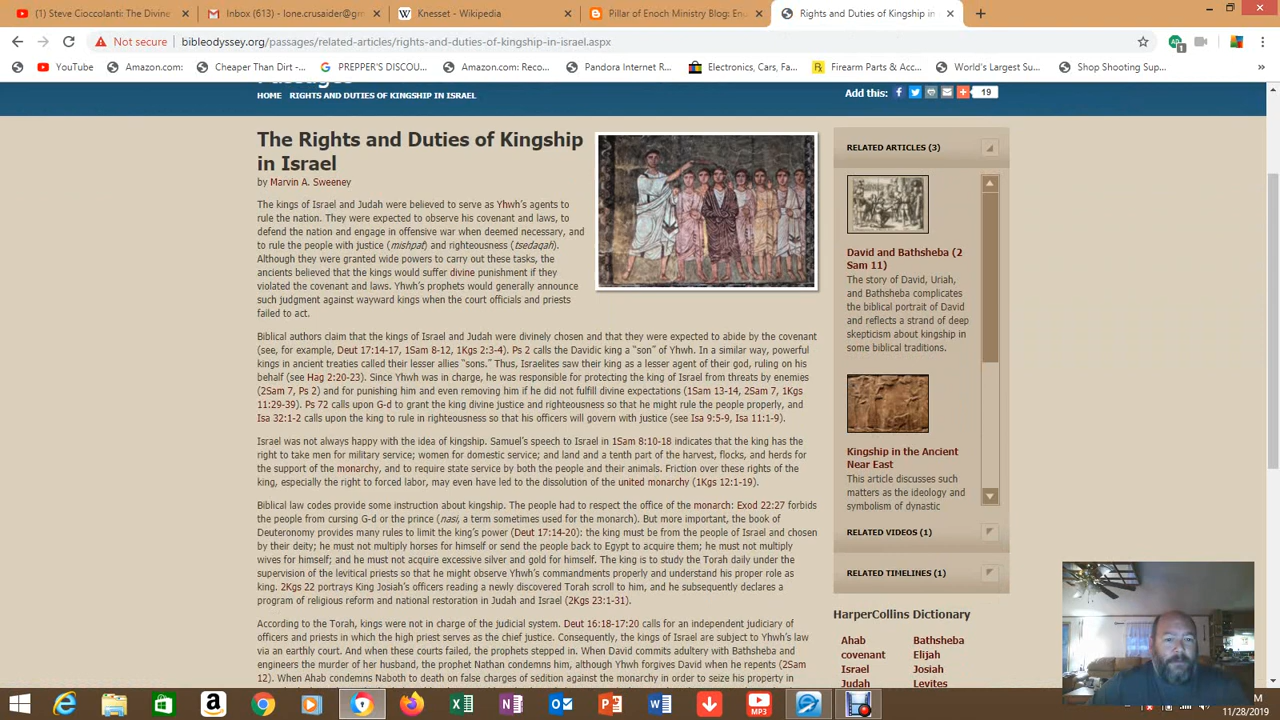 (1) Steve Cioccolanti: The D
Inbox (613) - lone.crusaider@gm
Knesset - Wikipedia
Pillar of Enoch Ministry Blog: En
Rights and Duties of Kingship in
Not secure
bibleodyssey.org/passages/related-articles/rights-and-duties-of-kingship-in-israel.aspx
YouTube
Amazon.com:
Cheaper Than Dirt -...
PREPPER'S DISCOU...
Amazon.com: Reco...
Pandora Internet R...
Electronics, Cars, Fa...
Firearm Parts & Acc...
World's Largest Su...
Shop Shooting Sup...
Passages
HOME RIGHTS AND DUTIES OF KINGSHIP IN ISRAEL
Add this: 19
The Rights and Duties of Kingship
in Israel
by Marvin A. Sweeney
The kings of Israel and Judah were believed to serve as Yhwh's agents to
rule the nation. They were expected to observe his covenant and laws, to
defend the nation and engage in offensive war when deemed necessary, and
to rule the people with justice (mishpat) and righteousness (tsedaqah).
Although they were granted wide powers to carry out these tasks, the
ancients believed that the kings would suffer divine punishment if they
violated the covenant and laws. Yhwh's prophets would generally announce
such judgment against wayward kings when the court officials and priests
failed to act.
Biblical authors claim that the kings of Israel and Judah were divinely chosen and that they were expected to abide by the covenant
(see, for example, Deut 17:14-17, 1Sam 8-12, 1Kgs 2:3-4). Ps 2 calls the Davidic king a "son" of Yhwh. In a similar way, powerful
kings in ancient treaties called their lesser allies "sons." Thus, Israelites saw their king as a lesser agent of their god, ruling on his
behalf (see Hag 2:20-23). Since Yhwh was in charge, he was responsible for protecting the king of Israel from threats by enemies
(2Sam 7, Ps 2) and for punishing him and even removing him if he did not fulfill divine expectations (1Sam 13-14, 2Sam 7, 1Kgs
11:29-39). Ps 72 calls upon G-d to grant the king divine justice and righteousness so that he might rule the people properly, and
Isa 32:1-2 calls upon the king to rule in righteousness so that his officers will govern with justice (see Isa 9:5-9, Isa 11:1-9).
Israel was not always happy with the idea of kingship. Samuel's speech to Israel in 1Sam 8:10-18 indicates that the king has the
right to take men for military service; women for domestic service; and land and a tenth part of the harvest, flocks, and herds for
the support of the monarchy, and to require state service by both the people and their animals. Friction over these rights of the
king, especially the right to forced labor, may even have led to the dissolution of the united monarchy (1Kgs 12:1-19).
Biblical law codes provide some instruction about kingship. The people had to respect the office of the monarch: Exod 22:27 forbids
the people from cursing G-d or the prince (nasi, a term sometimes used for the monarch). But more important, the book of
Deuteronomy provides many rules to limit the king's power (Deut 17:14-20): the king must be from the people of Israel and chosen
by their deity; he must not multiply horses for himself or send the people back to Egypt to acquire them; he must not multiply
wives for himself; and he must not acquire excessive silver and gold for himself. The king is to study the Torah daily under the
supervision of the levitical priests so that he might observe Yhwh's commandments properly and understand his proper role as
king. 2Kgs 22 portrays King Josiah's officers reading a newly discovered Torah scroll to him, and he subsequently declares a
program of religious reform and national restoration in Judah and Israel (2Kgs 23:1-31).
According to the Torah, kings were not in charge of the judicial system. Deut 16:18-17:20 calls for an independent judiciary of
officers and priests in which the high priest serves as the chief justice. Consequently, the kings of Israel are subject to Yhwh's law
via an earthly court. And when these courts failed, the prophets stepped in. When David commits adultery with Bathsheba and
engineers the murder of her husband, the prophet Nathan condemns him, although Yhwh forgives David when he repents (2Sam
12). When Ahab condemns Naboth to death on false charges of sedition against the monarchy in order to seize his property in
RELATED ARTICLES (3)
David and Bathsheba (2
Sam 11)
The story of David, Uriah,
and Bathsheba complicates
the biblical portrait of David
and reflects a strand of deep
skepticism about kingship in
some biblical traditions.
Kingship in the Ancient
Near East
This article discusses such
matters as the ideology and
symbolism of dynastic
RELATED VIDEOS (1)
RELATED TIMELINES (1)
HarperCollins Dictionary
Ahab Bathsheba
covenant Elijah
Israel Josiah
Judah Levites
MP3
11/28/2019